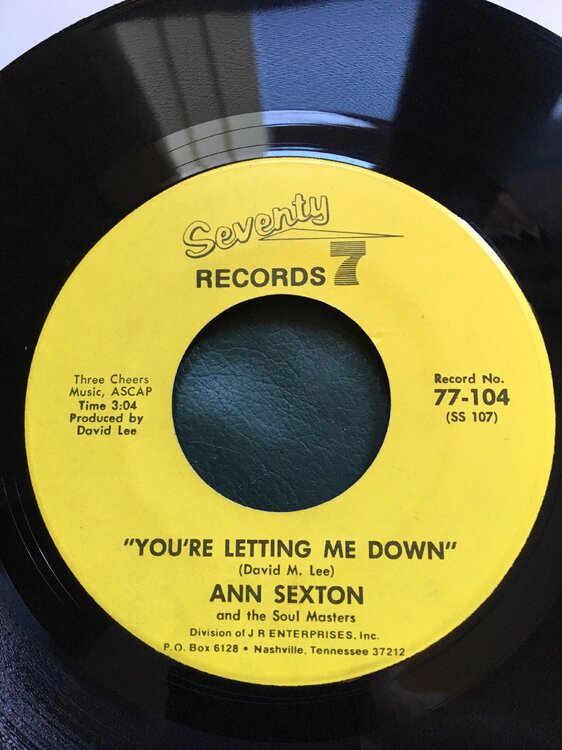 Seventy
RECORDS 7
Three Cheers
Music, ASCAP
Time 3:04
Produced by
David Lee
Record No.
77-104
(SS 107)
"YOU'RE LETTING ME DOWN"
(David M. Lee)
ANN SEXTON
and the Soul Masters
Division of J R ENTERPRISES, Inc.
P.O. Box 6128 • Nashville, Tennessee 37212